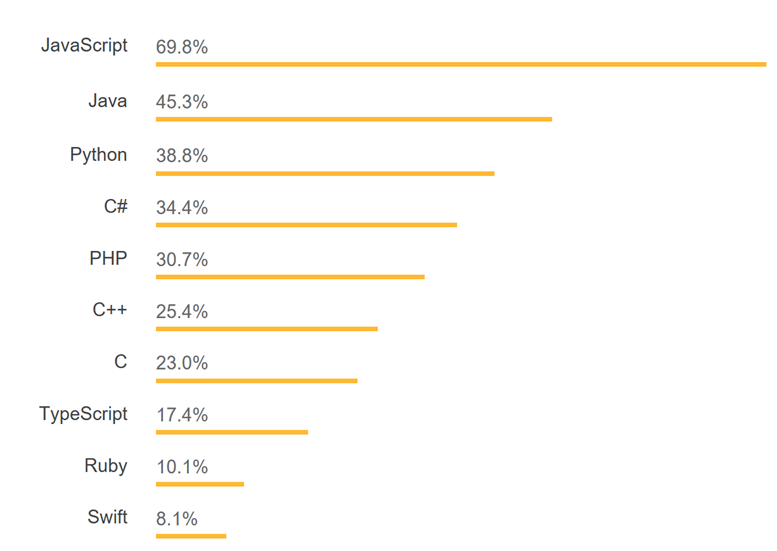 JavaScript 69.8%
Java 45.3%
Python 38.8%
C# 34.4%
PHP 30.7%
C++ 25.4%
C 23.0%
TypeScript 17.4%
Ruby 10.1%
Swift 8.1%